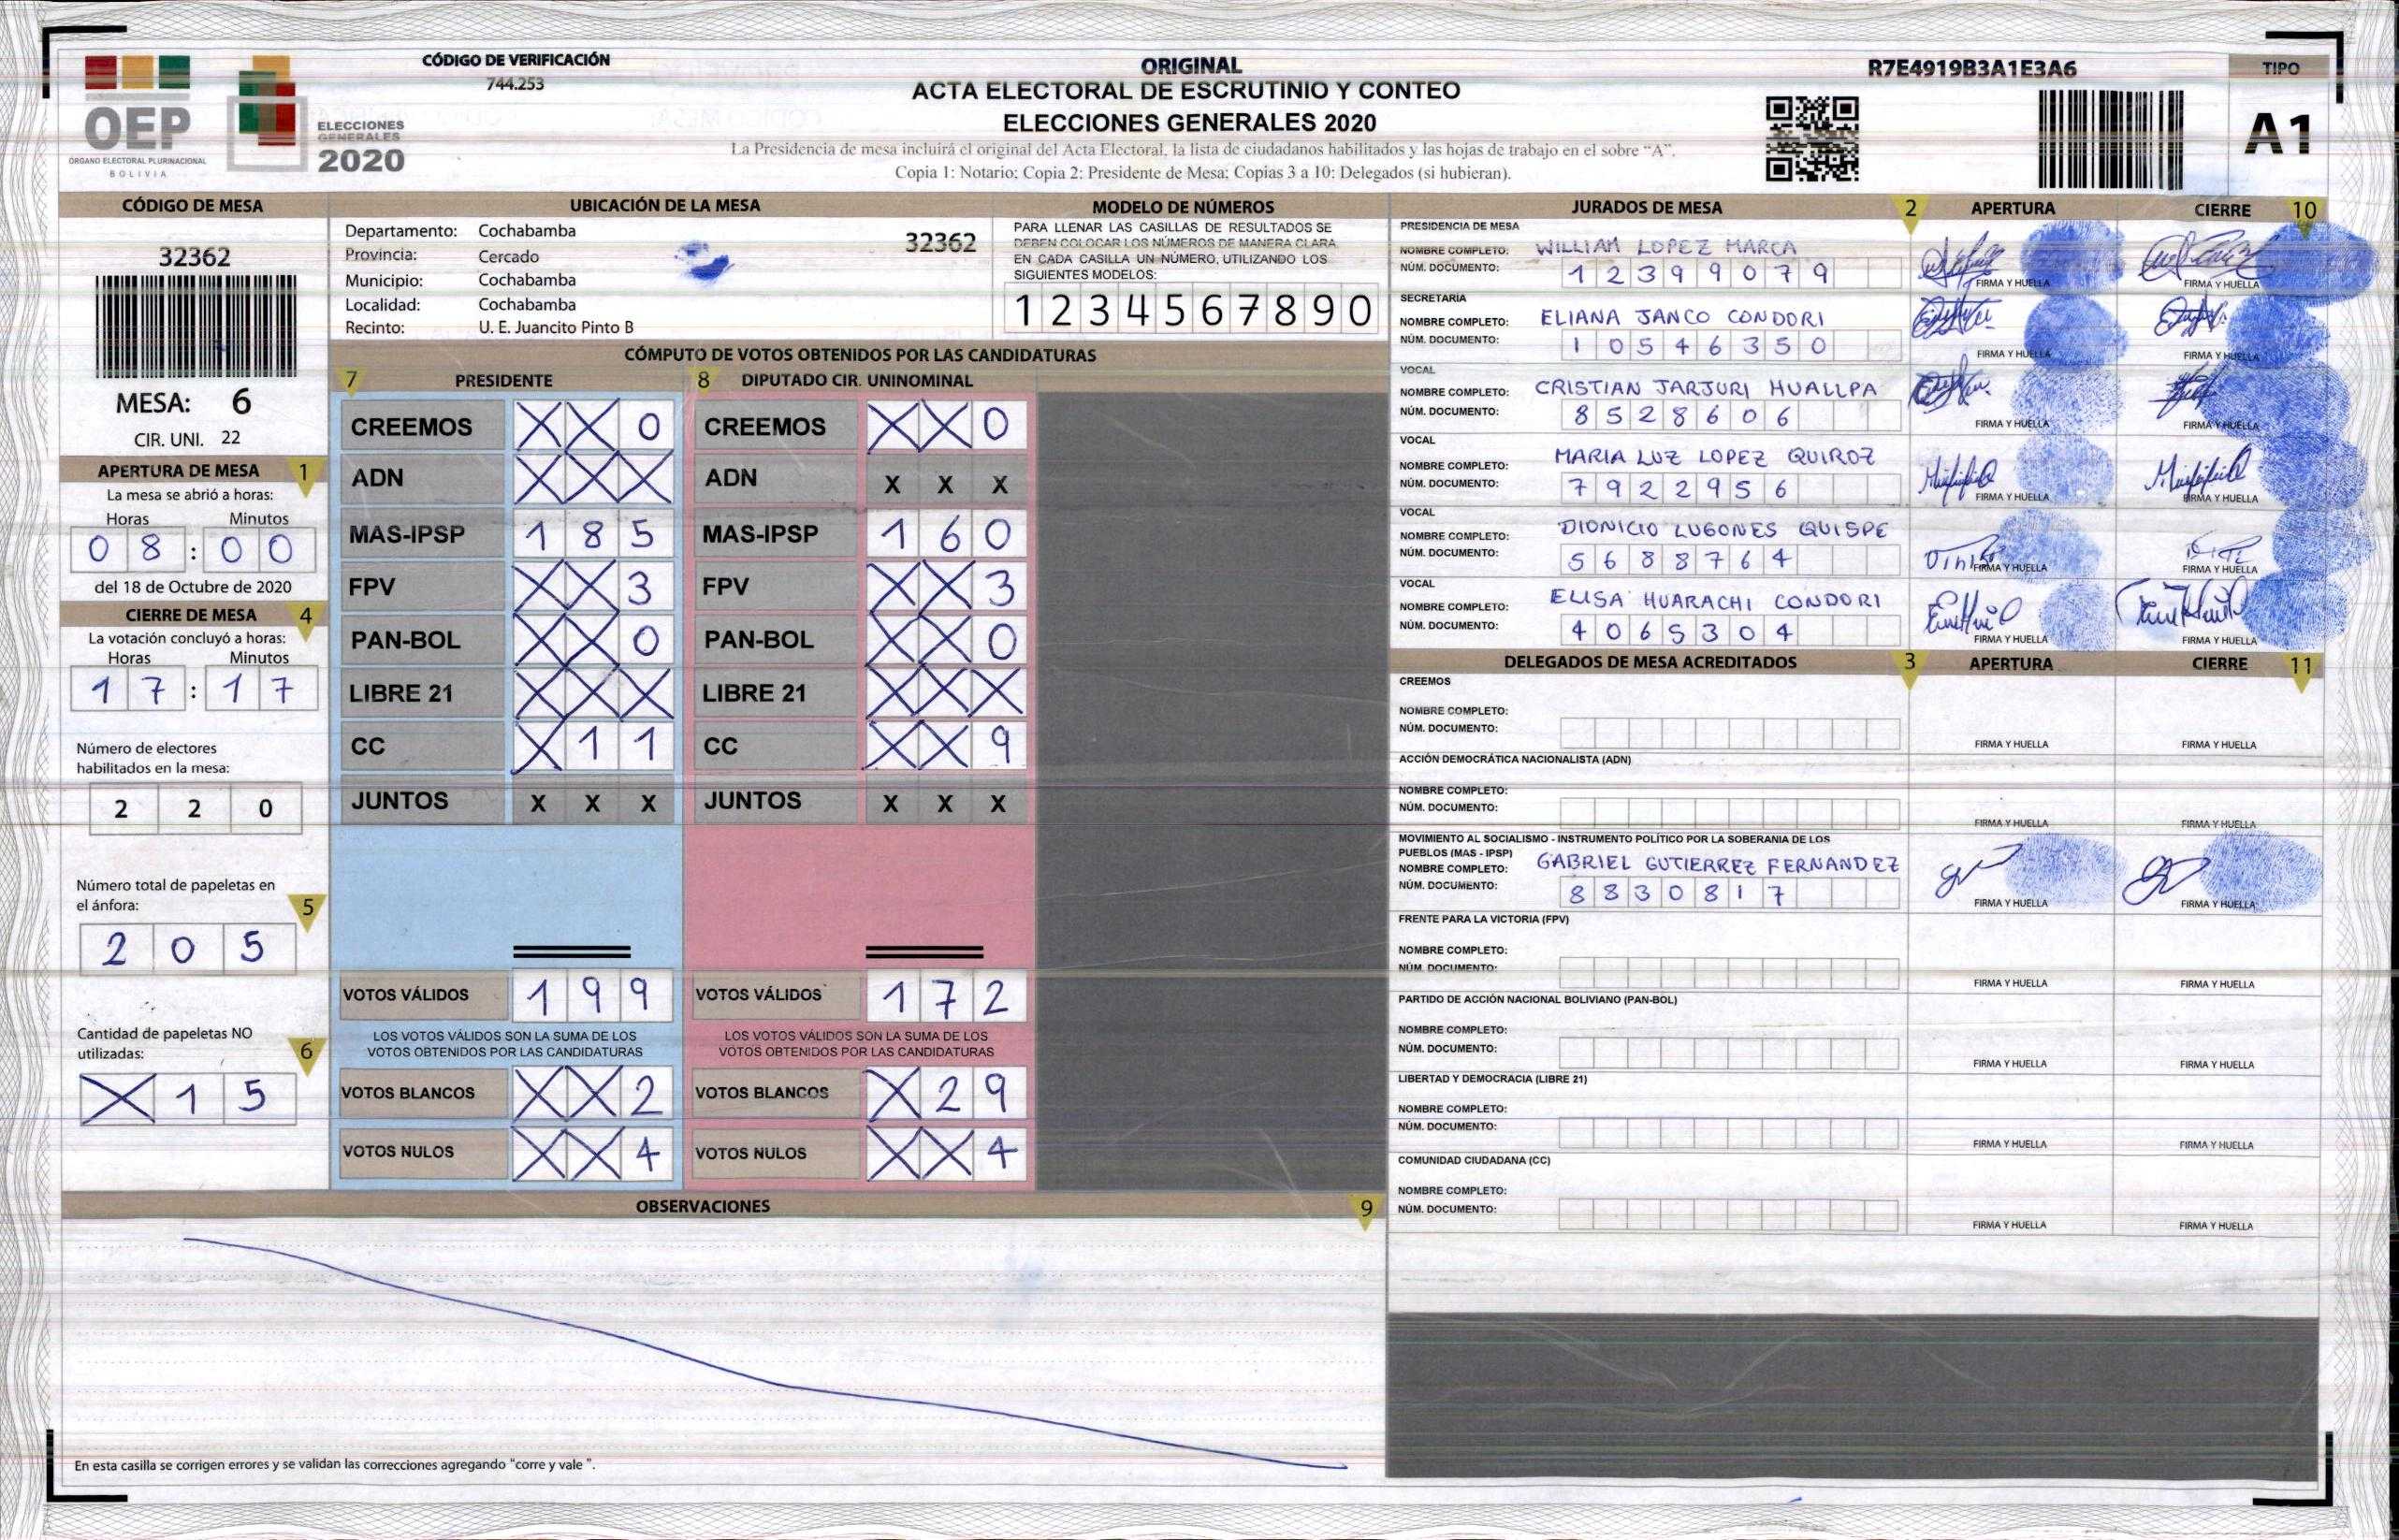 CÓDIGO DE VERIFICACIÓN
744.253
ORIGINAL
ACTA ELECTORAL DE ESCRUTINIO Y CONTEO
ELECCIONES GENERALES 2020
La Presidencia de mesa incluirá el original del Acta Electoral, la lista de ciudadanos habilitados y las hojas de trabajo en el sobre “A”.
Copia 1: Notario; Copia 2: Presidente de Mesa; Copias 3 a 10: Delegados (si hubieran).
R7E4919B3A1E3A6
TIPO
A1
OEP
ÓRGANO ELECTORAL PLURINACIONAL
BOLIVIA
ELECCIONES
GENERALES
2020
CÓDIGO DE MESA
32362
MESA: 6
CIR. UNI. 22
APERTURA DE MESA 1
La mesa se abrió a horas:
Horas Minutos
0 8 : 0 0
del 18 de Octubre de 2020
CIERRE DE MESA 4
La votación concluyó a horas:
Horas Minutos
1 7 : 1 7
Número de electores
habilitados en la mesa:
2 2 0
Número total de papeletas en
el ánfora: 5
2 0 5
Cantidad de papeletas NO
utilizadas: 6
X 1 5
UBICACIÓN DE LA MESA
Departamento: Cochabamba
32362
Provincia: Cercado
Municipio: Cochabamba
Localidad: Cochabamba
Recinto: U. E. Juancito Pinto B
MODELO DE NÚMEROS
PARA LLENAR LAS CASILLAS DE RESULTADOS SE
DEBEN COLOCAR LOS NÚMEROS DE MANERA CLARA
EN CADA CASILLA UN NÚMERO, UTILIZANDO LOS
SIGUIENTES MODELOS:
1 2 3 4 5 6 7 8 9 0
CÓMPUTO DE VOTOS OBTENIDOS POR LAS CANDIDATURAS
7 PRESIDENTE 8 DIPUTADO CIR. UNINOMINAL
CREEMOS X X 0 CREEMOS X X 0
ADN X X X ADN X X X
MAS-IPSP 1 8 5 MAS-IPSP 1 6 0
FPV X X 3 FPV X X 3
PAN-BOL X X 0 PAN-BOL X X 0
LIBRE 21 X X X LIBRE 21 X X X
CC X 1 1 CC X X 9
JUNTOS X X X JUNTOS X X X
VOTOS VÁLIDOS 1 9 9 VOTOS VÁLIDOS 1 7 2
LOS VOTOS VÁLIDOS SON LA SUMA DE LOS LOS VOTOS VÁLIDOS SON LA SUMA DE LOS
VOTOS OBTENIDOS POR LAS CANDIDATURAS VOTOS OBTENIDOS POR LAS CANDIDATURAS
VOTOS BLANCOS X X 2 VOTOS BLANCOS X 2 9
VOTOS NULOS X X 4 VOTOS NULOS X X 4
OBSERVACIONES 9
En esta casilla se corrigen errores y se validan las correcciones agregando "corre y vale ".
JURADOS DE MESA 2 APERTURA CIERRE 10
PRESIDENCIA DE MESA
NOMBRE COMPLETO: WILLIAM LOPEZ MARCA
NÚM. DOCUMENTO: 1 2 3 9 9 0 7 9
FIRMA Y HUELLA FIRMA Y HUELLA
SECRETARÍA
NOMBRE COMPLETO: ELIANA JANCO CONDORI
NÚM. DOCUMENTO: 1 0 5 4 6 3 5 0
FIRMA Y HUELLA FIRMA Y HUELLA
VOCAL
NOMBRE COMPLETO: CRISTIAN JARJURI HUALLPA
NÚM. DOCUMENTO: 8 5 2 8 6 0 6
FIRMA Y HUELLA FIRMA Y HUELLA
VOCAL
NOMBRE COMPLETO: MARIA LUZ LOPEZ QUIROZ
NÚM. DOCUMENTO: 7 9 2 2 9 5 6
FIRMA Y HUELLA FIRMA Y HUELLA
VOCAL
NOMBRE COMPLETO: DIONICIO LUGONES QUISPE
NÚM. DOCUMENTO: 5 6 8 8 7 6 4
FIRMA Y HUELLA FIRMA Y HUELLA
VOCAL
NOMBRE COMPLETO: ELISA HUARACHI CONDORI
NÚM. DOCUMENTO: 4 0 6 5 3 0 4
FIRMA Y HUELLA FIRMA Y HUELLA
DELEGADOS DE MESA ACREDITADOS 3 APERTURA CIERRE 11
CREEMOS
NOMBRE COMPLETO:
NÚM. DOCUMENTO:
FIRMA Y HUELLA FIRMA Y HUELLA
ACCIÓN DEMOCRÁTICA NACIONALISTA (ADN)
NOMBRE COMPLETO:
NÚM. DOCUMENTO:
FIRMA Y HUELLA FIRMA Y HUELLA
MOVIMIENTO AL SOCIALISMO - INSTRUMENTO POLÍTICO POR LA SOBERANIA DE LOS
PUEBLOS (MAS - IPSP)
NOMBRE COMPLETO: GABRIEL GUTIERREZ FERNANDEZ
NÚM. DOCUMENTO: 8 8 3 0 8 1 7
FIRMA Y HUELLA FIRMA Y HUELLA
FRENTE PARA LA VICTORIA (FPV)
NOMBRE COMPLETO:
NÚM. DOCUMENTO:
FIRMA Y HUELLA FIRMA Y HUELLA
PARTIDO DE ACCIÓN NACIONAL BOLIVIANO (PAN-BOL)
NOMBRE COMPLETO:
NÚM. DOCUMENTO:
FIRMA Y HUELLA FIRMA Y HUELLA
LIBERTAD Y DEMOCRACIA (LIBRE 21)
NOMBRE COMPLETO:
NÚM. DOCUMENTO:
FIRMA Y HUELLA FIRMA Y HUELLA
COMUNIDAD CIUDADANA (CC)
NOMBRE COMPLETO:
NÚM. DOCUMENTO:
FIRMA Y HUELLA FIRMA Y HUELLA